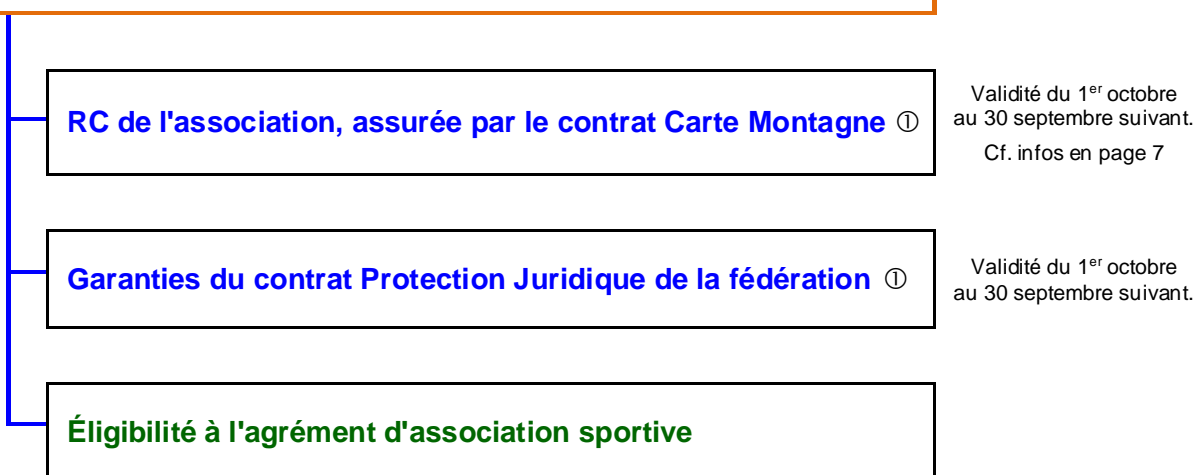 RC de l'association, assurée par le contrat Carte Montagne ①
Validité du 1er octobre
au 30 septembre suivant.
Cf. infos en page 7
Garanties du contrat Protection Juridique de la fédération ①
Validité du 1er octobre
au 30 septembre suivant.
Éligibilité à l'agrément d'association sportive